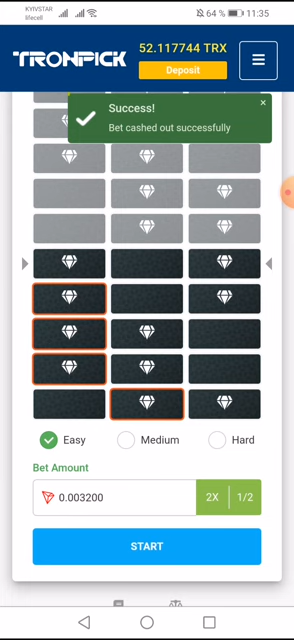 KYIVSTAR
lifecell
64 %
11:35
TRONPICK
52.117744 TRX
Deposit
Success!
×
Bet cashed out successfully
Easy
Medium
Hard
Bet Amount
0.003200
2X
1/2
START